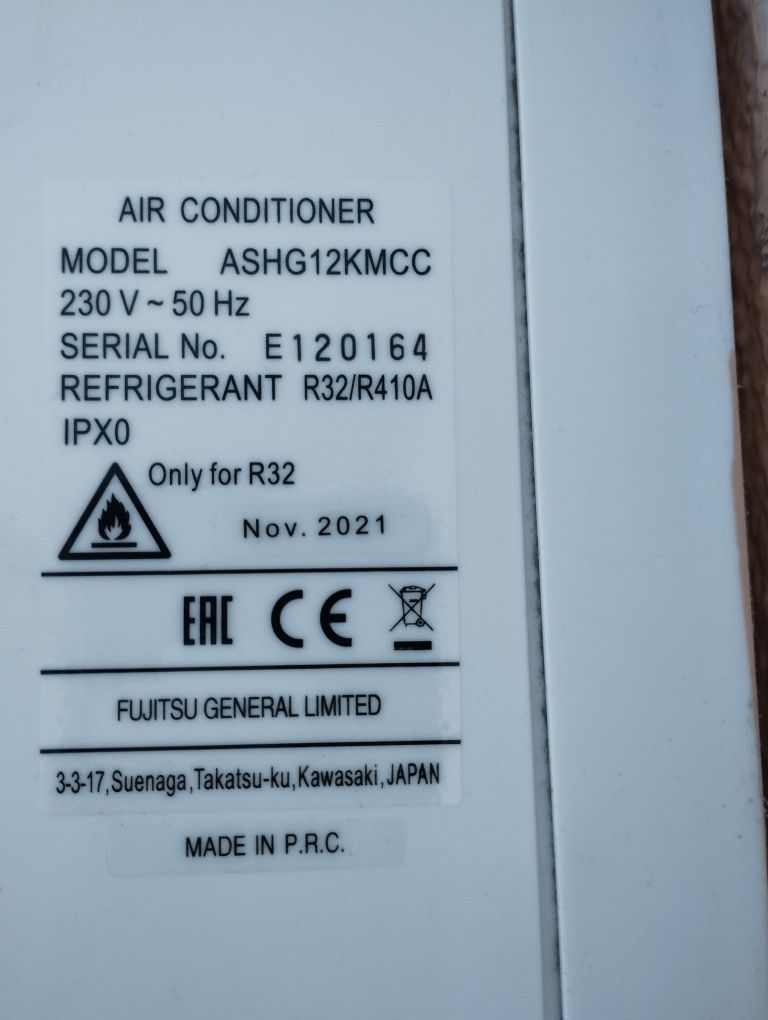 AIR CONDITIONER
MODEL ASHG12KMCC
230 V ~ 50 Hz
SERIAL No. E120164
REFRIGERANT R32/R410A
IPX0
Only for R32
Nov. 2021
EAC CE
FUJITSU GENERAL LIMITED
3-3-17,Suenaga,Takatsu-ku,Kawasaki,JAPAN
MADE IN P.R.C.